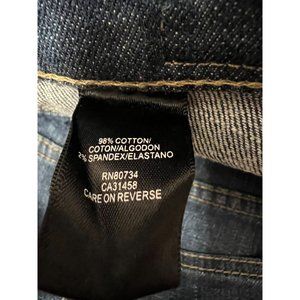 98% COTTON/
COTON/ALGODON
2% SPANDEX/ELASTANO
RN80734
CA31458
CARE ON REVERSE